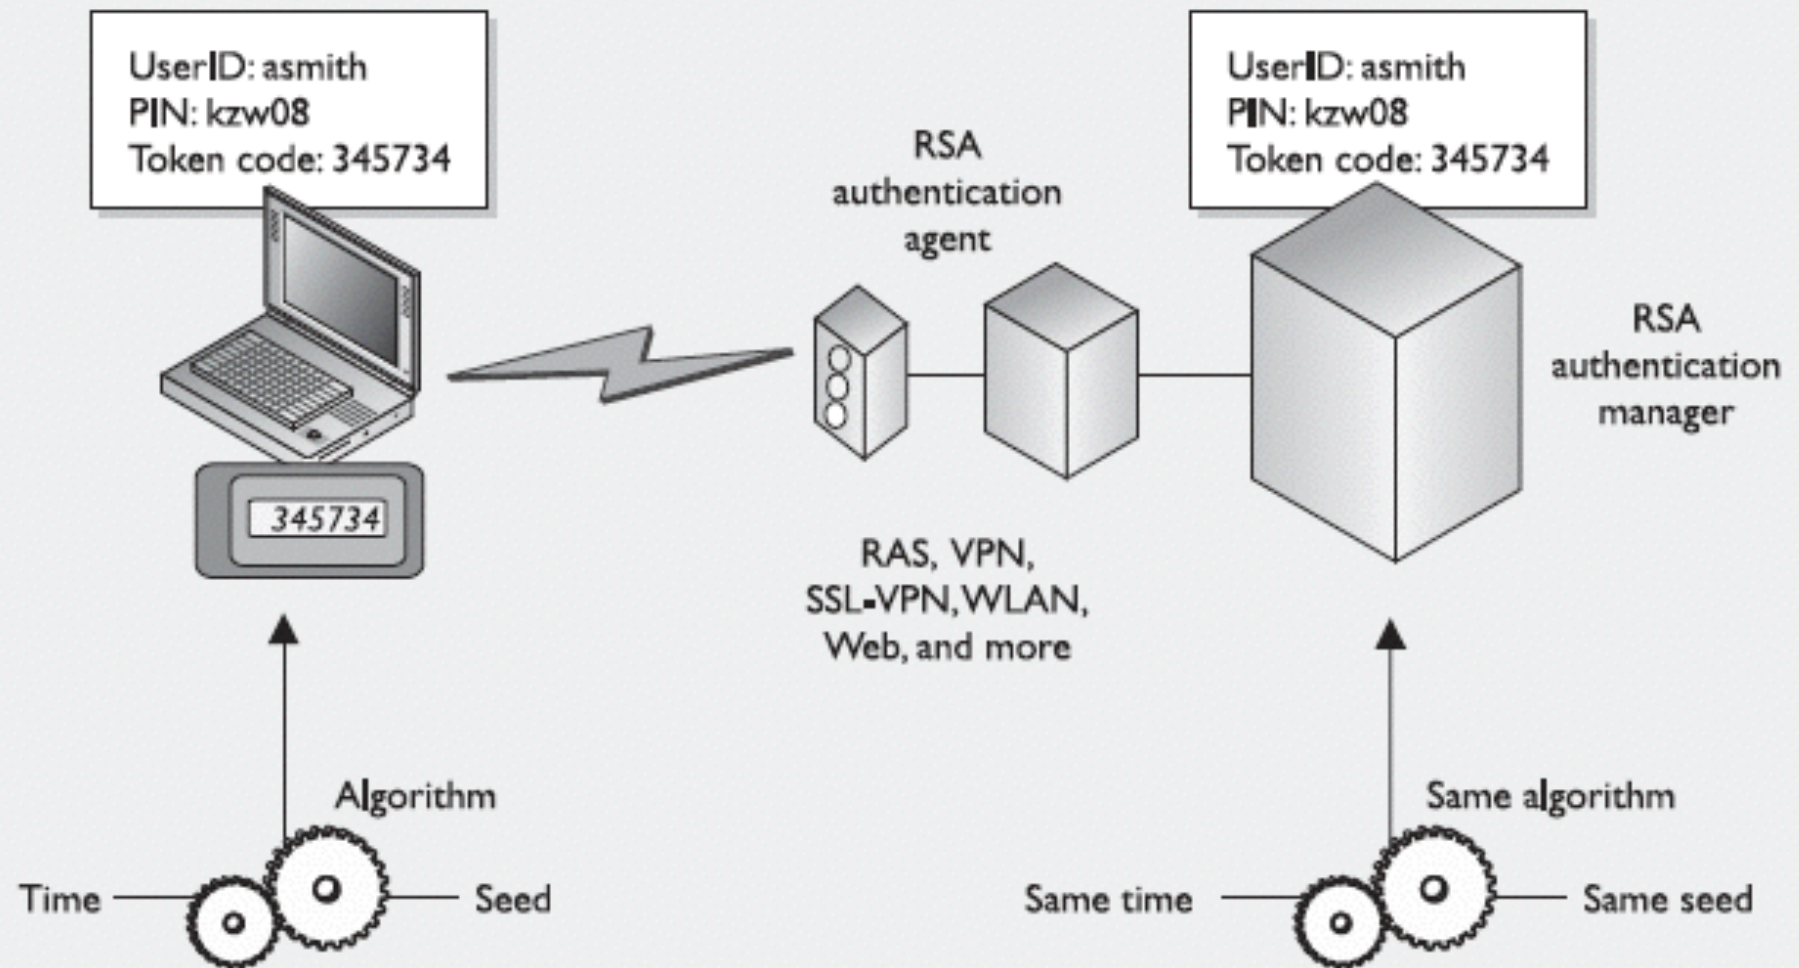 UserID: asmith
PIN: kzw08
Token code: 345734
UserID: asmith
PIN: kzw08
Token code: 345734
RSA
authentication
agent
RSA
authentication
manager
345734
RAS, VPN,
SSL-VPN, WLAN,
Web, and more
Algorithm
Time
Seed
Same algorithm
Same time
Same seed